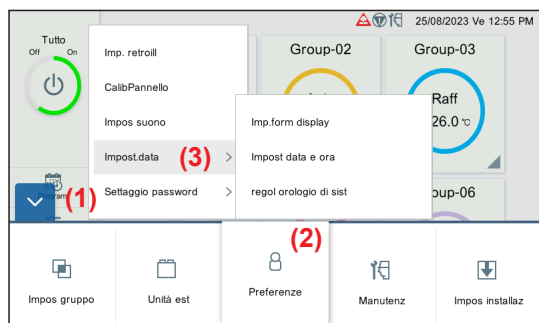 25/08/2023 Ve 12:55 PM
Tutto
Off On
Imp. retroill
CalibPannello
Impos suono
Impost.data (3) >
Settaggio password >
Group-02
Group-03
Raff
26.0 °C
Imp.form display
Impost data e ora
regol orologio di sist
(1)
oup-06
(2)
Impos gruppo
Unità est
Preferenze
Manutenz
Impos installaz